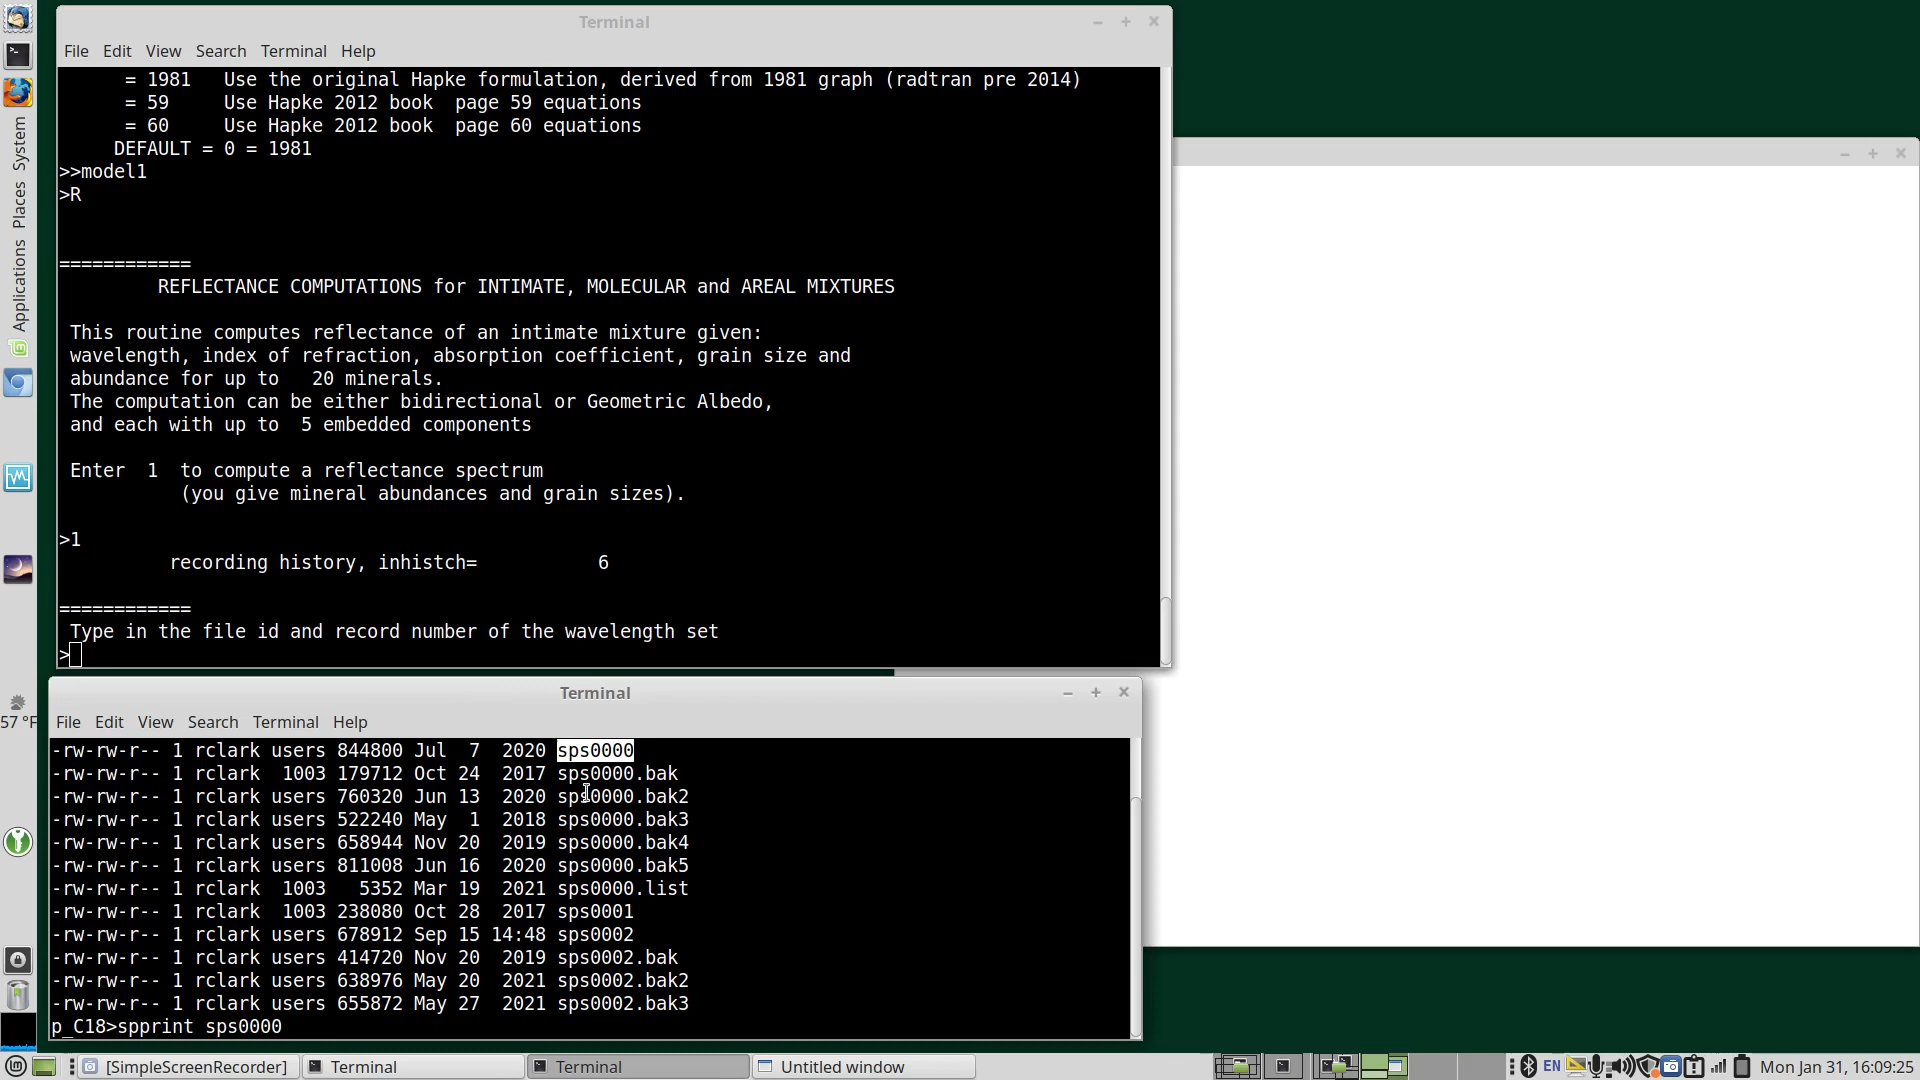 Terminal
File Edit View Search Terminal Help
= 1981 Use the original Hapke formulation, derived from 1981 graph (radtran pre 2014)
= 59 Use Hapke 2012 book page 59 equations
= 60 Use Hapke 2012 book page 60 equations
DEFAULT = 0 = 1981
>>model1
>R
============
REFLECTANCE COMPUTATIONS for INTIMATE, MOLECULAR and AREAL MIXTURES
This routine computes reflectance of an intimate mixture given:
wavelength, index of refraction, absorption coefficient, grain size and
abundance for up to 20 minerals.
The computation can be either bidirectional or Geometric Albedo,
and each with up to 5 embedded components
Enter 1 to compute a reflectance spectrum
(you give mineral abundances and grain sizes).
>1
recording history, inhistch= 6
============
Type in the file id and record number of the wavelength set
>
Terminal
File Edit View Search Terminal Help
-rw-rw-r-- 1 rclark users 844800 Jul 7 2020 sps0000
-rw-rw-r-- 1 rclark 1003 179712 Oct 24 2017 sps0000.bak
-rw-rw-r-- 1 rclark users 760320 Jun 13 2020 sps0000.bak2
-rw-rw-r-- 1 rclark users 522240 May 1 2018 sps0000.bak3
-rw-rw-r-- 1 rclark users 658944 Nov 20 2019 sps0000.bak4
-rw-rw-r-- 1 rclark users 811008 Jun 16 2020 sps0000.bak5
-rw-rw-r-- 1 rclark 1003 5352 Mar 19 2021 sps0000.list
-rw-rw-r-- 1 rclark 1003 238080 Oct 28 2017 sps0001
-rw-rw-r-- 1 rclark users 678912 Sep 15 14:48 sps0002
-rw-rw-r-- 1 rclark users 414720 Nov 20 2019 sps0002.bak
-rw-rw-r-- 1 rclark users 638976 May 20 2021 sps0002.bak2
-rw-rw-r-- 1 rclark users 655872 May 27 2021 sps0002.bak3
p_C18>spprint sps0000
Applications Places System
57 °F
[SimpleScreenRecorder]
Terminal
Terminal
Untitled window
EN
Mon Jan 31, 16:09:25